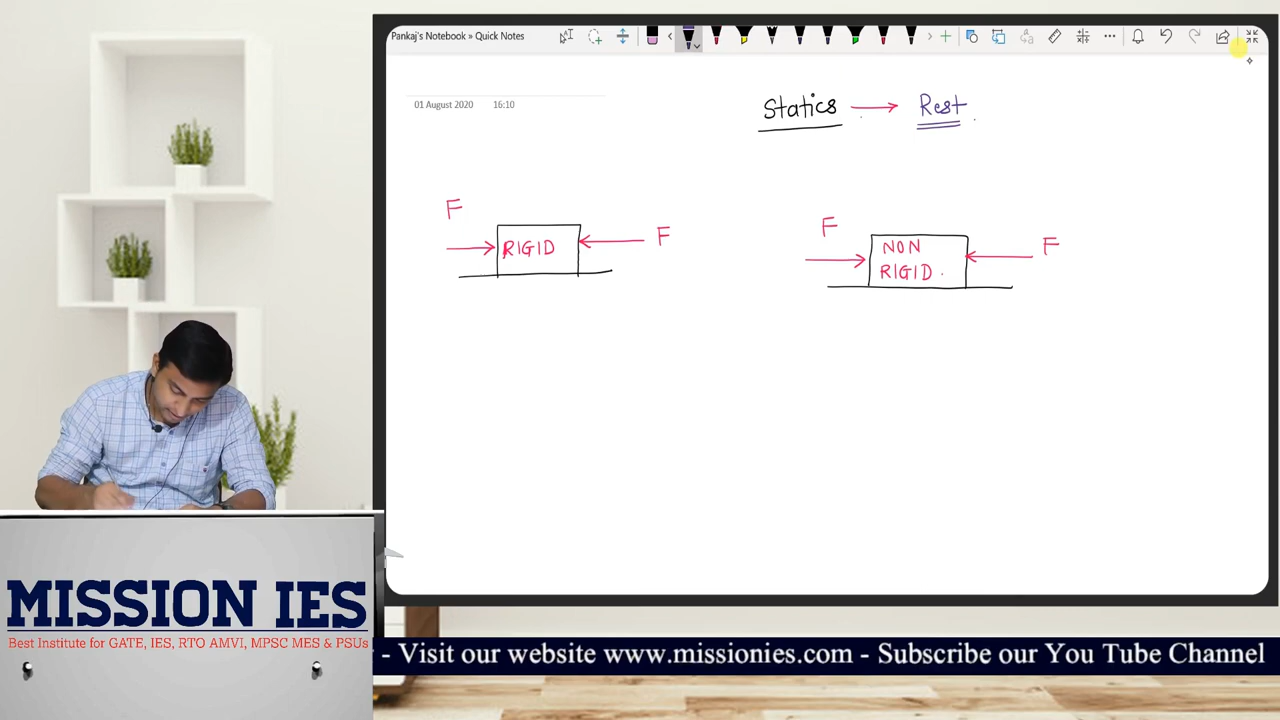 Pankaj's Notebook » Quick Notes
01 August 2020 16:10
Statics → Rest
F
RIGID
F
F
NON
RIGID.
F
MISSION IES
Best Institute for GATE, IES, RTO AMVI, MPSC MES & PSUs
- Visit our website www.missionies.com - Subscribe our You Tube Channel